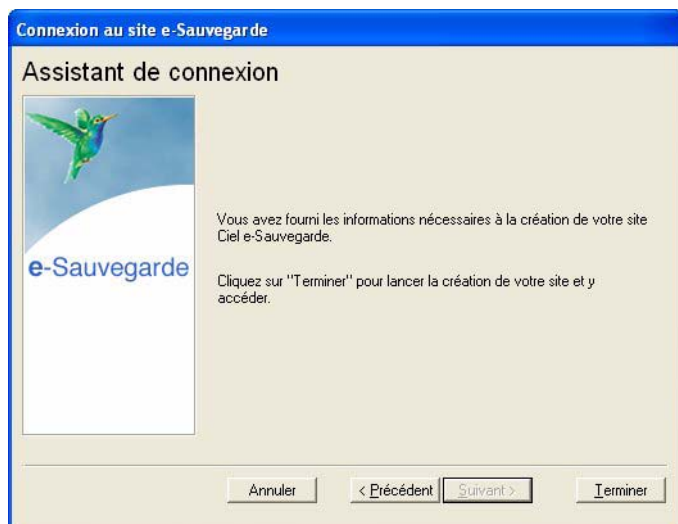 Connexion au site e-Sauvegarde
Assistant de connexion
e-Sauvegarde
Vous avez fourni les informations nécessaires à la création de votre site
Ciel e-Sauvegarde.
Cliquez sur "Terminer" pour lancer la création de votre site et y
accéder.
Annuler
< Précédent
Suivant >
Terminer